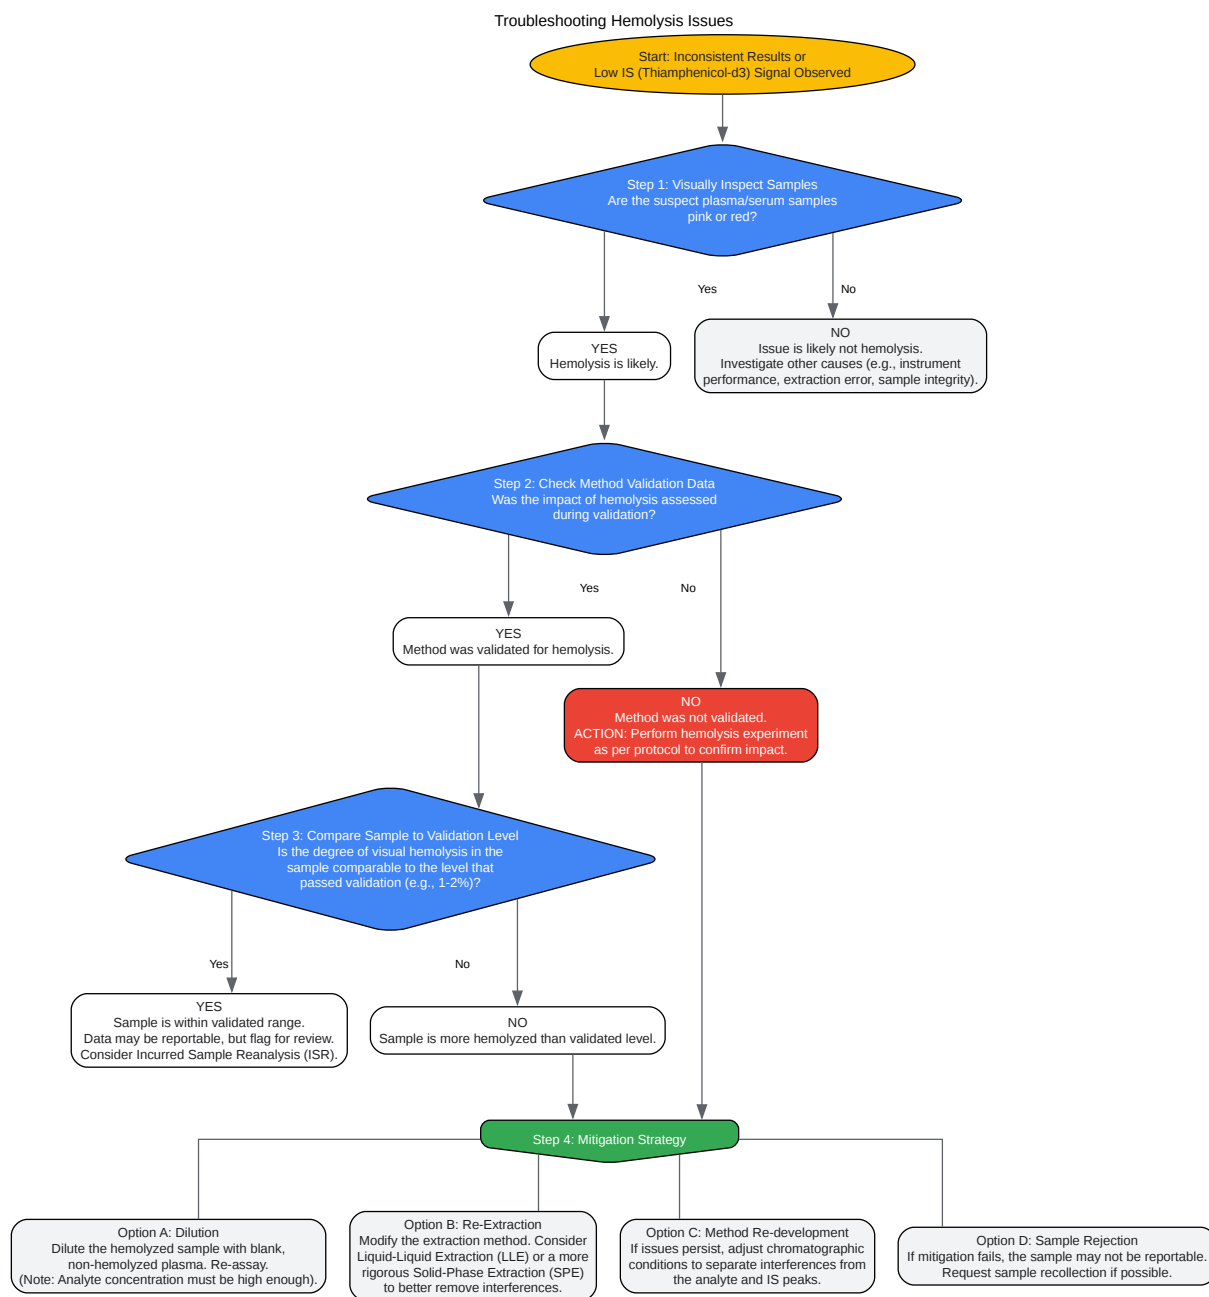 Troubleshooting Hemolysis Issues
Start: Inconsistent Results or
Low IS (Thiamphenicol-d3) Signal Observed
Step 1: Visually Inspect Samples
Are the suspect plasma/serum samples
pink or red?
Yes
No
YES
Hemolysis is likely.
NO
Issue is likely not hemolysis.
Investigate other causes (e.g., instrument
performance, extraction error, sample integrity).
Step 2: Check Method Validation Data
Was the impact of hemolysis assessed
during validation?
Yes
No
YES
Method was validated for hemolysis.
NO
Method was not validated.
ACTION: Perform hemolysis experiment
as per protocol to confirm impact.
Step 3: Compare Sample to Validation Level
Is the degree of visual hemolysis in the
sample comparable to the level that
passed validation (e.g., 1-2%)?
Yes
No
YES
Sample is within validated range.
Data may be reportable, but flag for review.
Consider Incurred Sample Reanalysis (ISR).
NO
Sample is more hemolyzed than validated level.
Step 4: Mitigation Strategy
Option A: Dilution
Dilute the hemolyzed sample with blank,
non-hemolyzed plasma. Re-assay.
(Note: Analyte concentration must be high enough).
Option B: Re-Extraction
Modify the extraction method. Consider
Liquid-Liquid Extraction (LLE) or a more
rigorous Solid-Phase Extraction (SPE)
to better remove interferences.
Option C: Method Re-development
If issues persist, adjust chromatographic
conditions to separate interferences from
the analyte and IS peaks.
Option D: Sample Rejection
If mitigation fails, the sample may not be reportable.
Request sample recollection if possible.